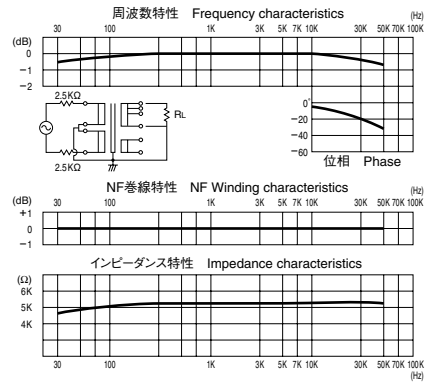 周波数特性 Frequency characteristics
(Hz)
30 100 1K 3K 5K 7K 10K 30K 50K 70K 100K
(dB)
0
−1
−2
2.5KΩ
RL
2.5KΩ
0°
−20
−40
−60
位相 Phase
NF巻線特性 NF Winding characteristics
(Hz)
(dB)
30 100 1K 3K 5K 7K 10K 30K 50K 70K 100K
+1
0
−1
インピーダンス特性 Impedance characteristics
(Ω)
6K
5K
4K
30 100 1K 3K 5K 7K 10K 30K 50K 70K 100K
(Hz)